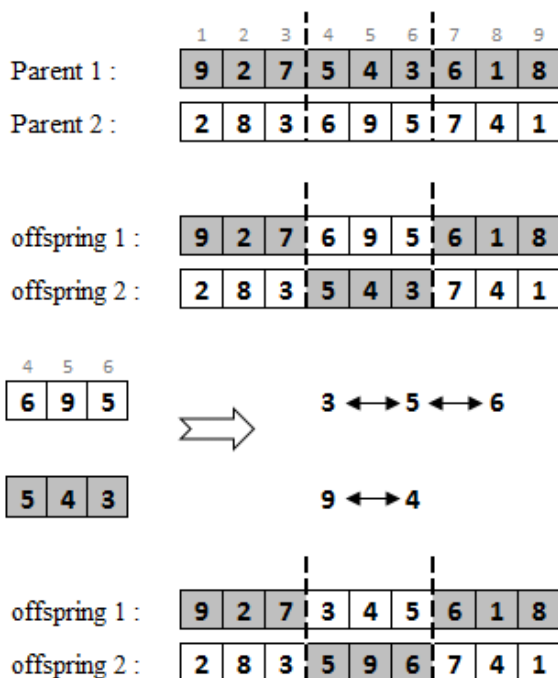 1 2 3 4 5 6 7 8 9
Parent 1 : 9 2 7 5 4 3 6 1 8
Parent 2 : 2 8 3 6 9 5 7 4 1
offspring 1 : 9 2 7 6 9 5 6 1 8
offspring 2 : 2 8 3 5 4 3 7 4 1
4 5 6
6 9 5 3 5 6
5 4 3 9 4
offspring 1 : 9 2 7 3 4 5 6 1 8
offspring 2 : 2 8 3 5 9 6 7 4 1